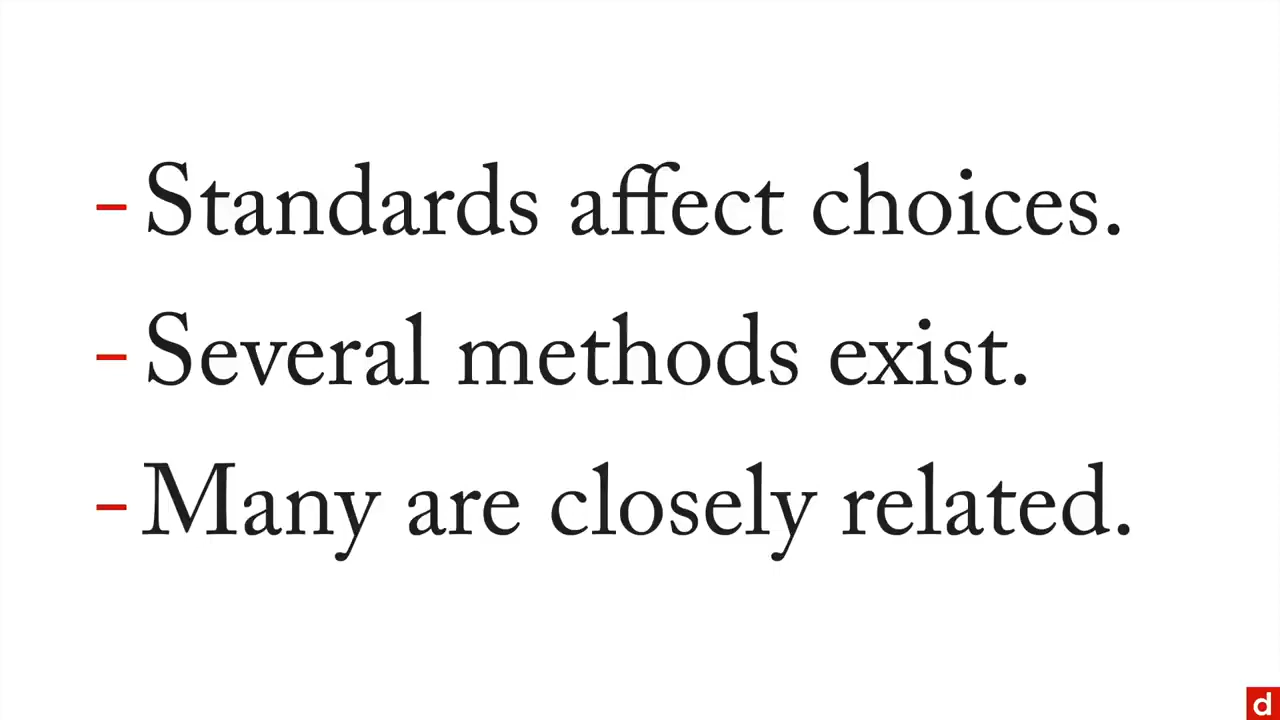 - Standards affect choices.
- Several methods exist.
- Many are closely related.
d